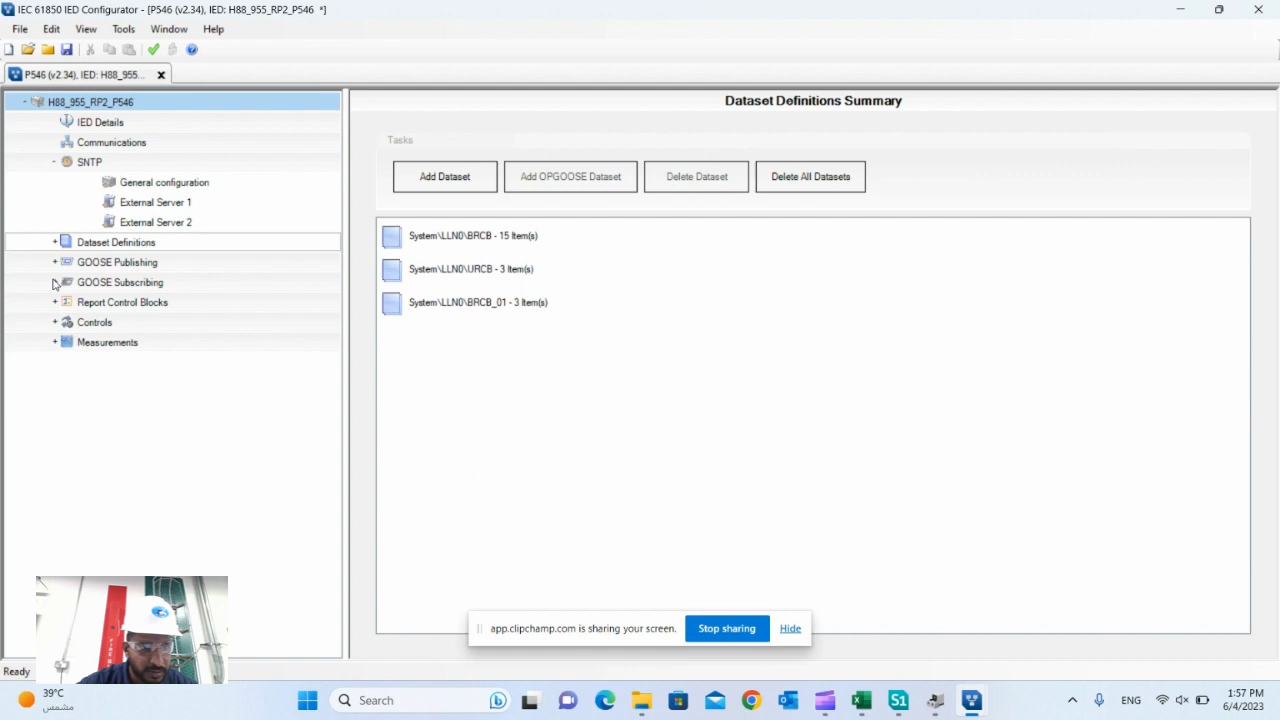 IEC 61850 IED Configurator - [P546 (v2.34), IED: H88_955_RP2_P546 *]
File Edit View Tools Window Help
P546 (v2.34), IED: H88_955...
H88_955_RP2_P546
IED Details
Communications
SNTP
General configuration
External Server 1
External Server 2
Dataset Definitions
GOOSE Publishing
GOOSE Subscribing
Report Control Blocks
Controls
Measurements
Dataset Definitions Summary
Tasks
Add Dataset Add OPGOOSE Dataset Delete Dataset Delete All Datasets
System\LLN0\BRCB - 15 Item(s)
System\LLN0\URCB - 3 Item(s)
System\LLN0\BRCB_01 - 3 Item(s)
app.clipchamp.com is sharing your screen. Stop sharing Hide
Ready
39°C
مشمس
Search
S1
ENG
1:57 PM
6/4/2023